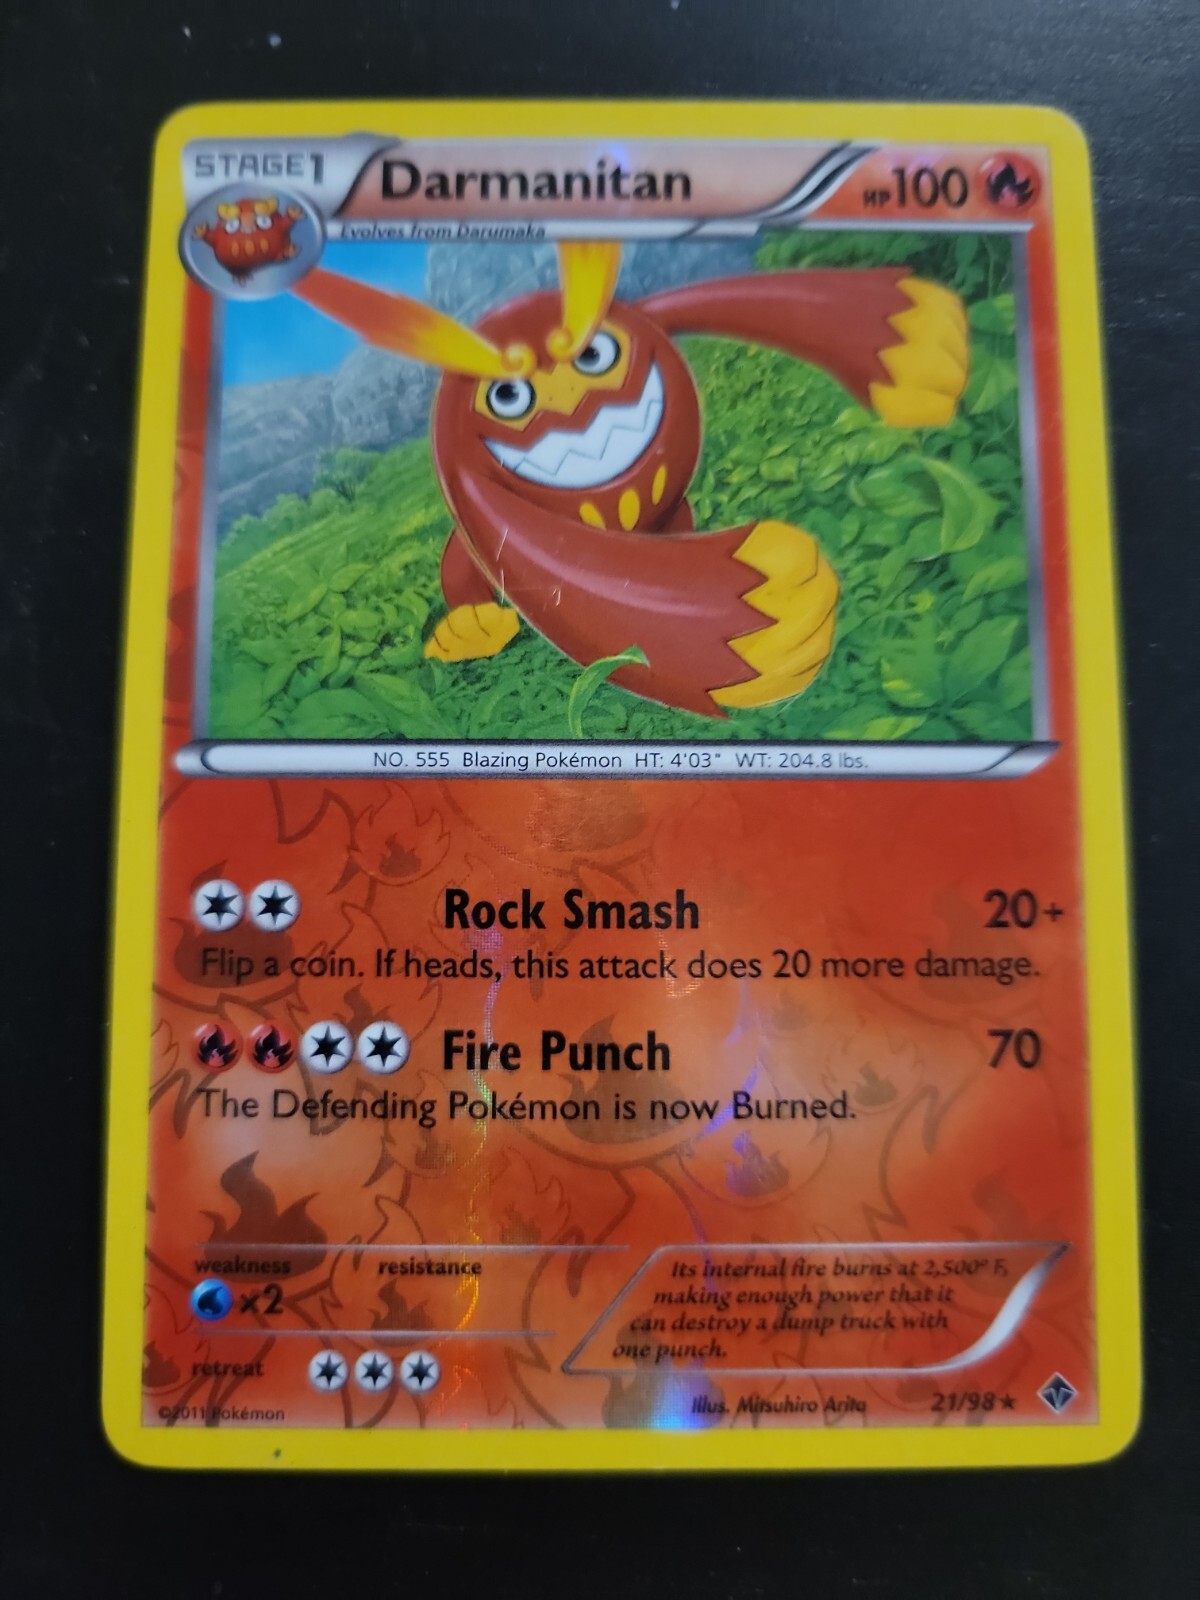 STAGE1
Darmanitan
HP100
Evolves from Darumaka
NO. 555 Blazing Pokémon HT: 4'03" WT: 204.8 lbs.
Rock Smash 20+
Flip a coin. If heads, this attack does 20 more damage.
Fire Punch 70
The Defending Pokémon is now Burned.
weakness resistance
x2
retreat
Its internal fire burns at 2,500° F,
making enough power that it
can destroy a dump truck with
one punch.
©2011 Pokémon
Illus. Mitsuhiro Arita
21/98★